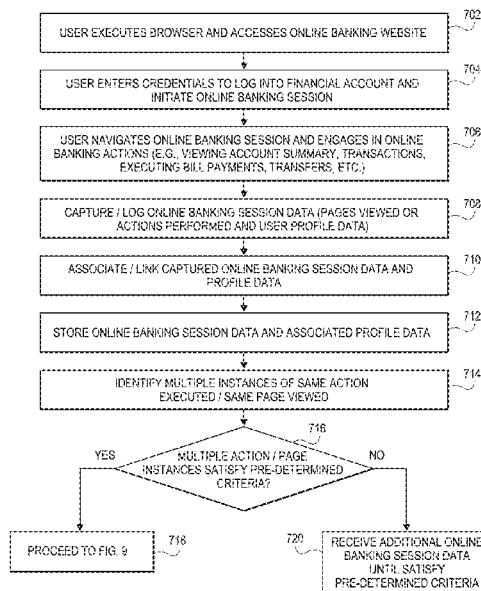 702
USER EXECUTES BROWSER AND ACCESSES ONLINE BANKING WEBSITE
704
USER ENTERS CREDENTIALS TO LOG INTO FINANCIAL ACCOUNT AND
INITIATE ONLINE BANKING SESSION
706
USER NAVIGATES ONLINE BANKING SESSION AND ENGAGES IN ONLINE
BANKING ACTIONS (E.G., VIEWING ACCOUNT SUMMARY, TRANSACTIONS,
EXECUTING BILL PAYMENTS, TRANSFERS, ETC.)
708
CAPTURE / LOG ONLINE BANKING SESSION DATA (PAGES VIEWED OR
ACTIONS PERFORMED AND USER PROFILE DATA)
710
ASSOCIATE / LINK CAPTURED ONLINE BANKING SESSION DATA AND
PROFILE DATA
712
STORE ONLINE BANKING SESSION DATA AND ASSOCIATED PROFILE DATA
714
IDENTIFY MULTIPLE INSTANCES OF SAME ACTION
EXECUTED / SAME PAGE VIEWED
716
YES
MULTIPLE ACTION / PAGE
INSTANCES SATISFY PRE-DETERMINED
CRITERIA?
NO
PROCEED TO FIG. 9
718
720
RECEIVE ADDITIONAL ONLINE
BANKING SESSION DATA
UNTIL SATISFY
PRE-DETERMINED CRITERIA